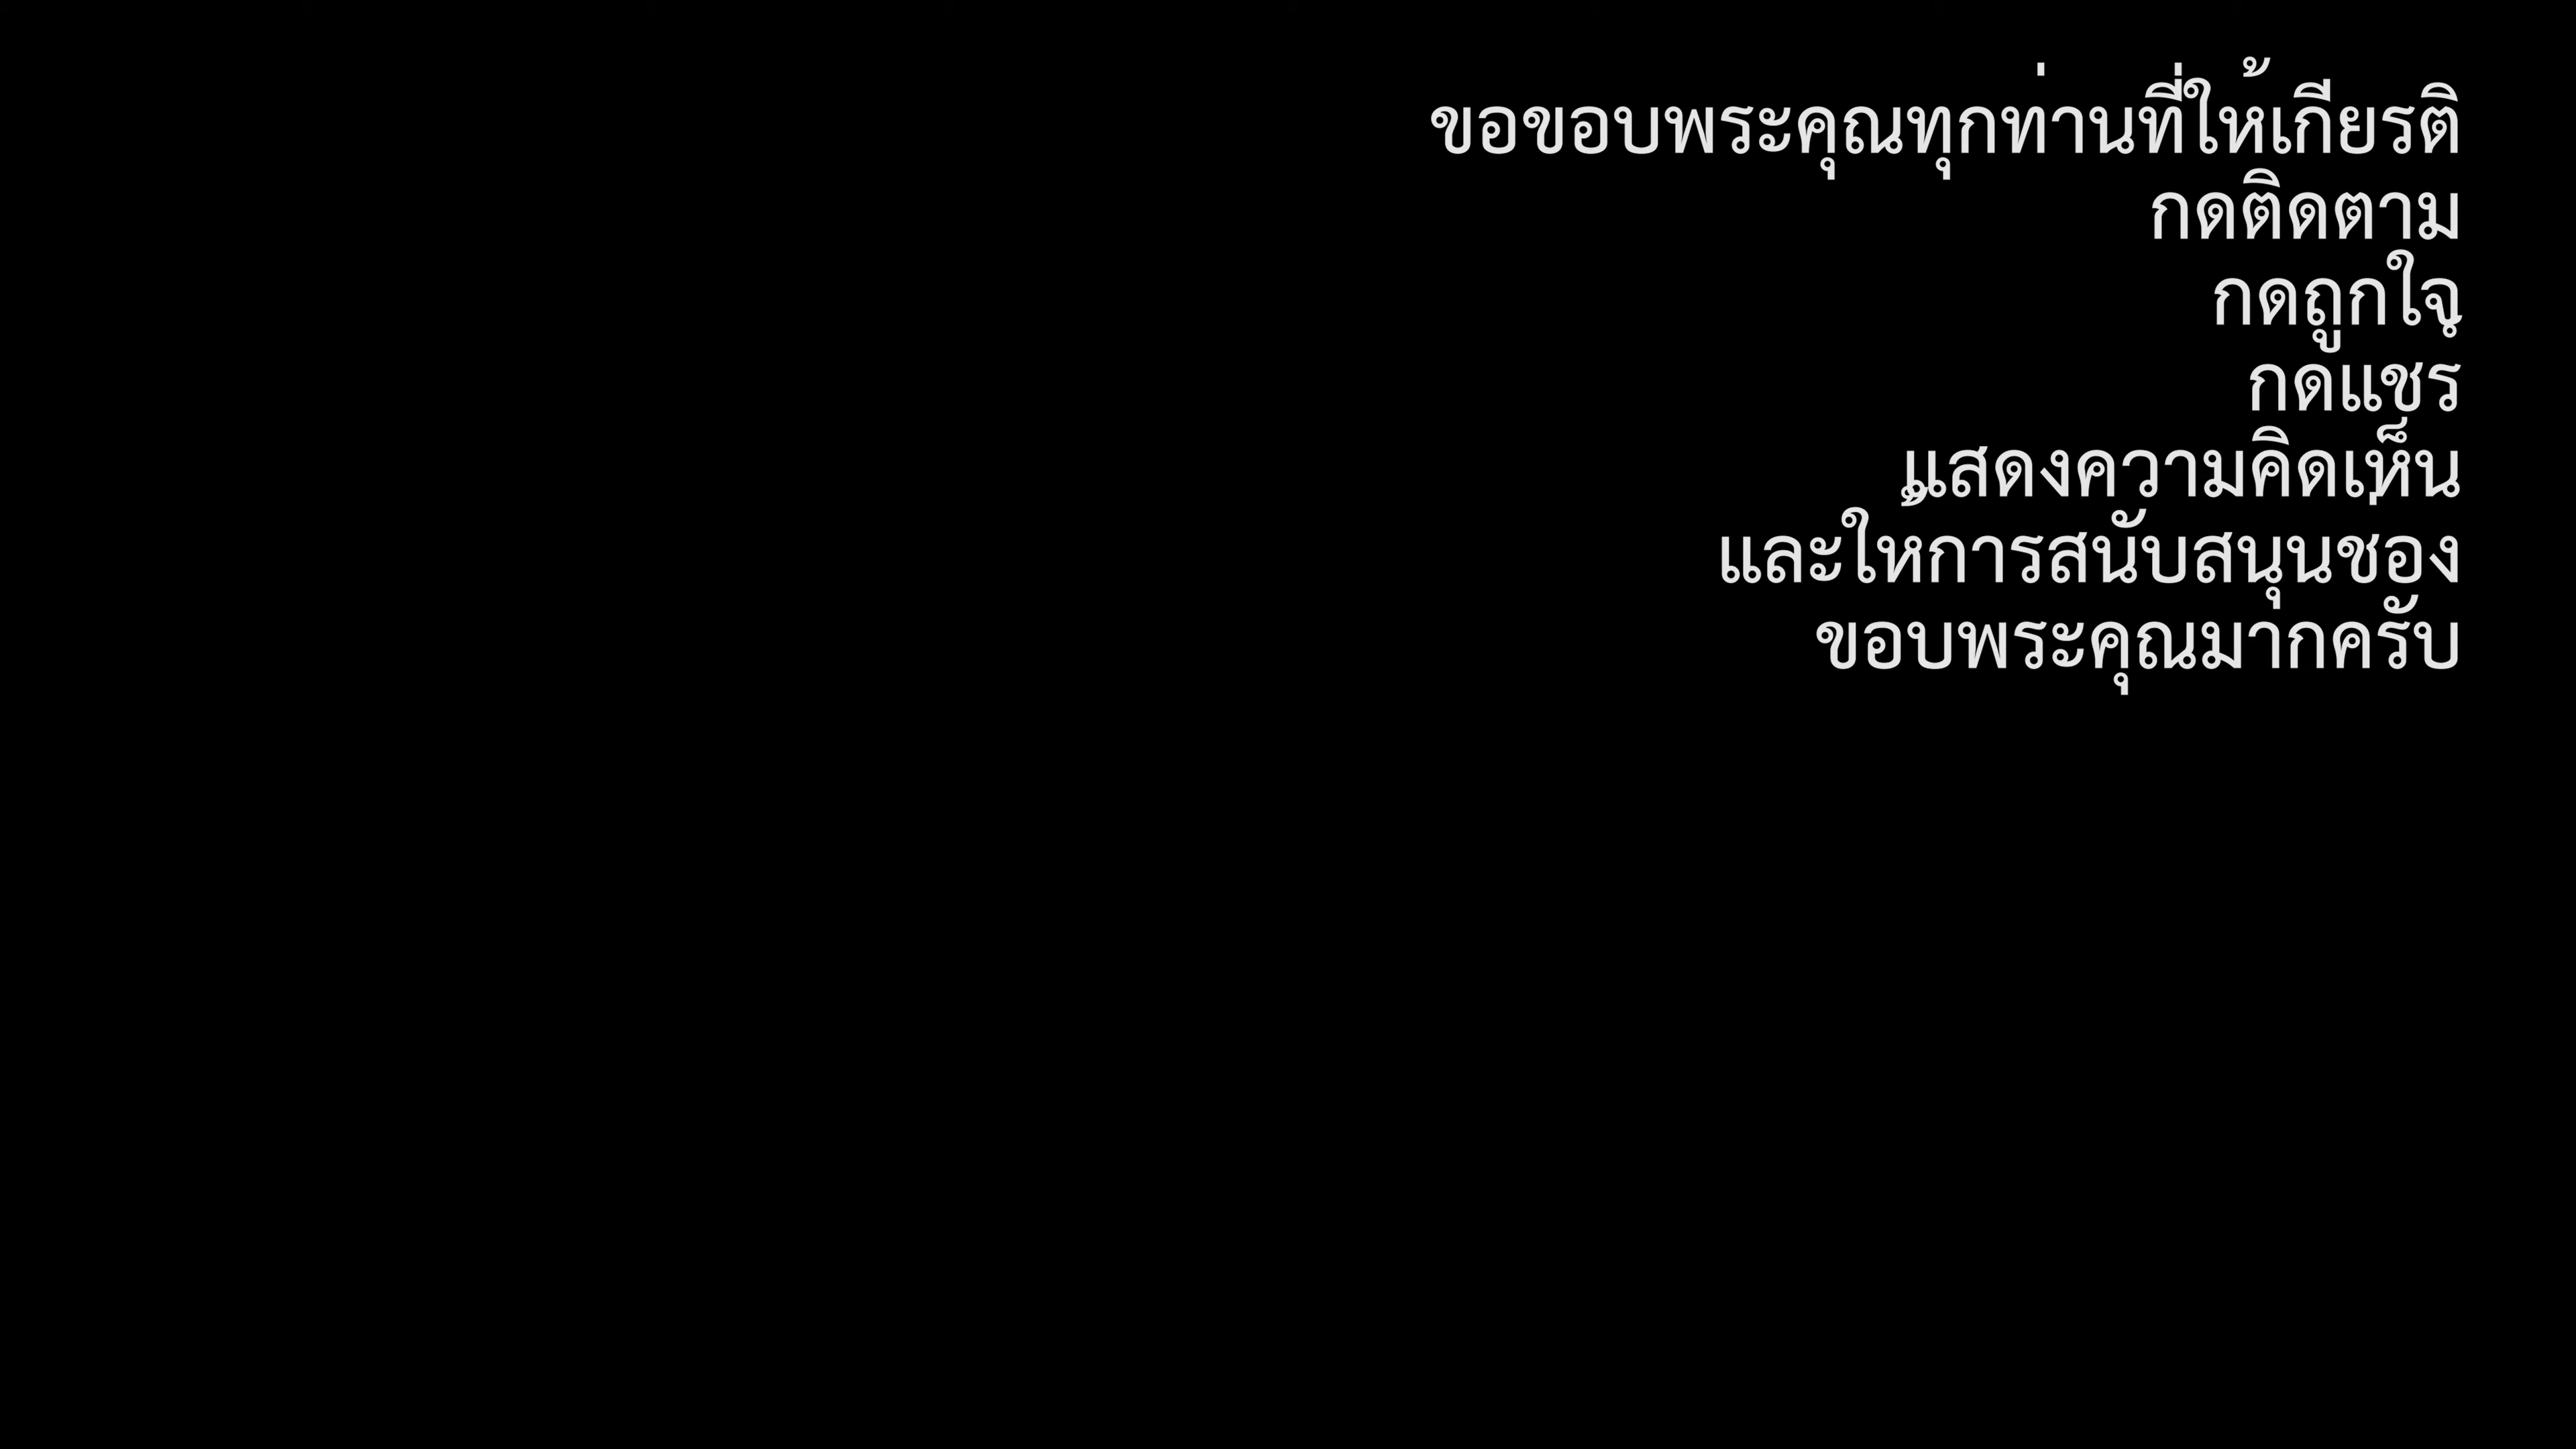 ขอขอบพระคุณทุกท่านที่ให้เกียรติ
กดติดตาม
กดถูกใจ
กดแชร
แสดงความคิดเห็น
และให้การสนับสนุนช่อง
ขอบพระคุณมากครับ